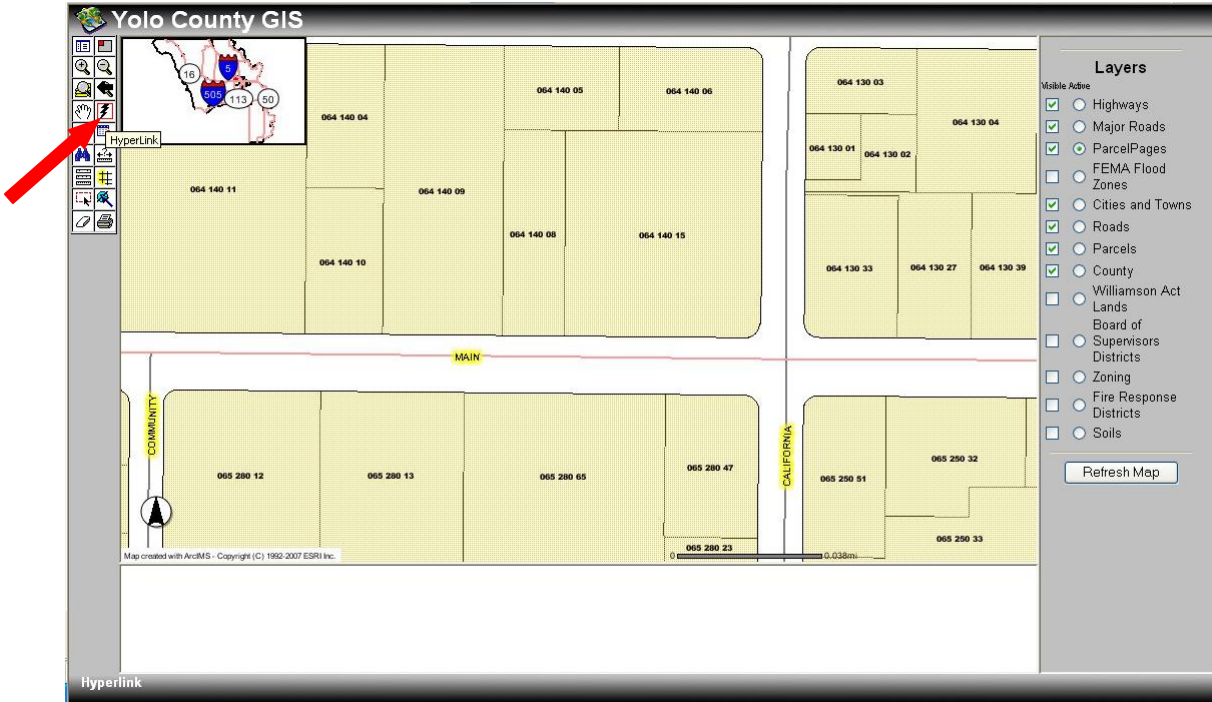 Yolo County GIS
HyperLink
5
16
505
113
50
064 140 05
064 140 06
064 140 04
064 140 11
064 140 09
064 140 08
064 140 15
064 140 10
064 130 03
064 130 04
064 130 01
064 130 02
064 130 33
064 130 27
064 130 39
MAIN
COMMUNITY
CALIFORNIA
065 280 12
065 280 13
065 280 65
065 280 47
065 280 23
065 250 51
065 250 32
065 250 33
0
0.038mi
Map created with ArcIMS - Copyright (C) 1992-2007 ESRI Inc.
Layers
Visible Active
Highways
Major Roads
ParcelPages
FEMA Flood
Zones
Cities and Towns
Roads
Parcels
County
Williamson Act
Lands
Board of
Supervisors
Districts
Zoning
Fire Response
Districts
Soils
Refresh Map
Hyperlink